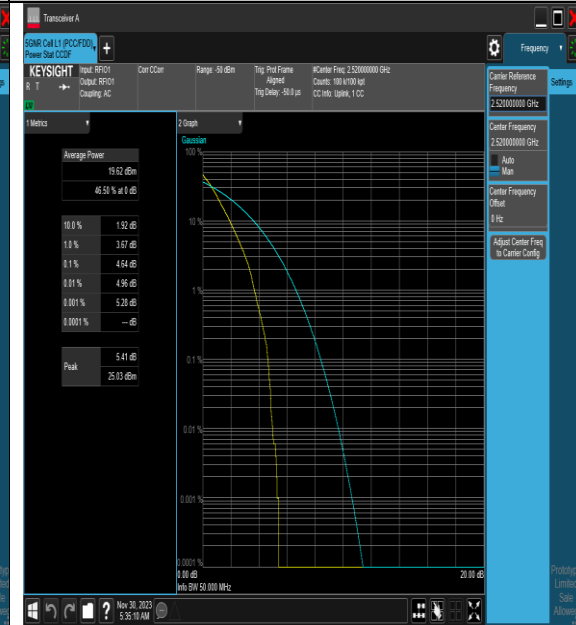 Transceiver A
5GNR Cell L1 (PCC/FDD),
Power Stat CCDF
Frequency
KEYSIGHT
R T
LV
Input: RFIO1
Output: RFIO1
Coupling: AC
Corr CCorr
Range: -50 dBm
Trig: Prot Frame
Aligned
Trig Delay: -50.0 µs
#Center Freq: 2.520000000 GHz
Counts: 100 k/100 kpt
CC Info: Uplink, 1 CC
Carrier Reference
Frequency
2.520000000 GHz
Center Frequency
2.520000000 GHz
Auto
Man
Center Frequency
Offset
0 Hz
Adjust Center Freq
to Carrier Config
Settings
1 Metrics
Average Power
19.62 dBm
46.50 % at 0 dB
10.0 % 1.92 dB
1.0 % 3.67 dB
0.1 % 4.64 dB
0.01 % 4.96 dB
0.001 % 5.28 dB
0.0001 % --- dB
Peak
5.41 dB
25.03 dBm
2 Graph
Gaussian
100 %
10 %
1 %
0.1 %
0.01 %
0.001 %
0.0001 %
0.00 dB
20.00 dB
Info BW 50.000 MHz
Nov 30, 2023
5:35:10 AM
?